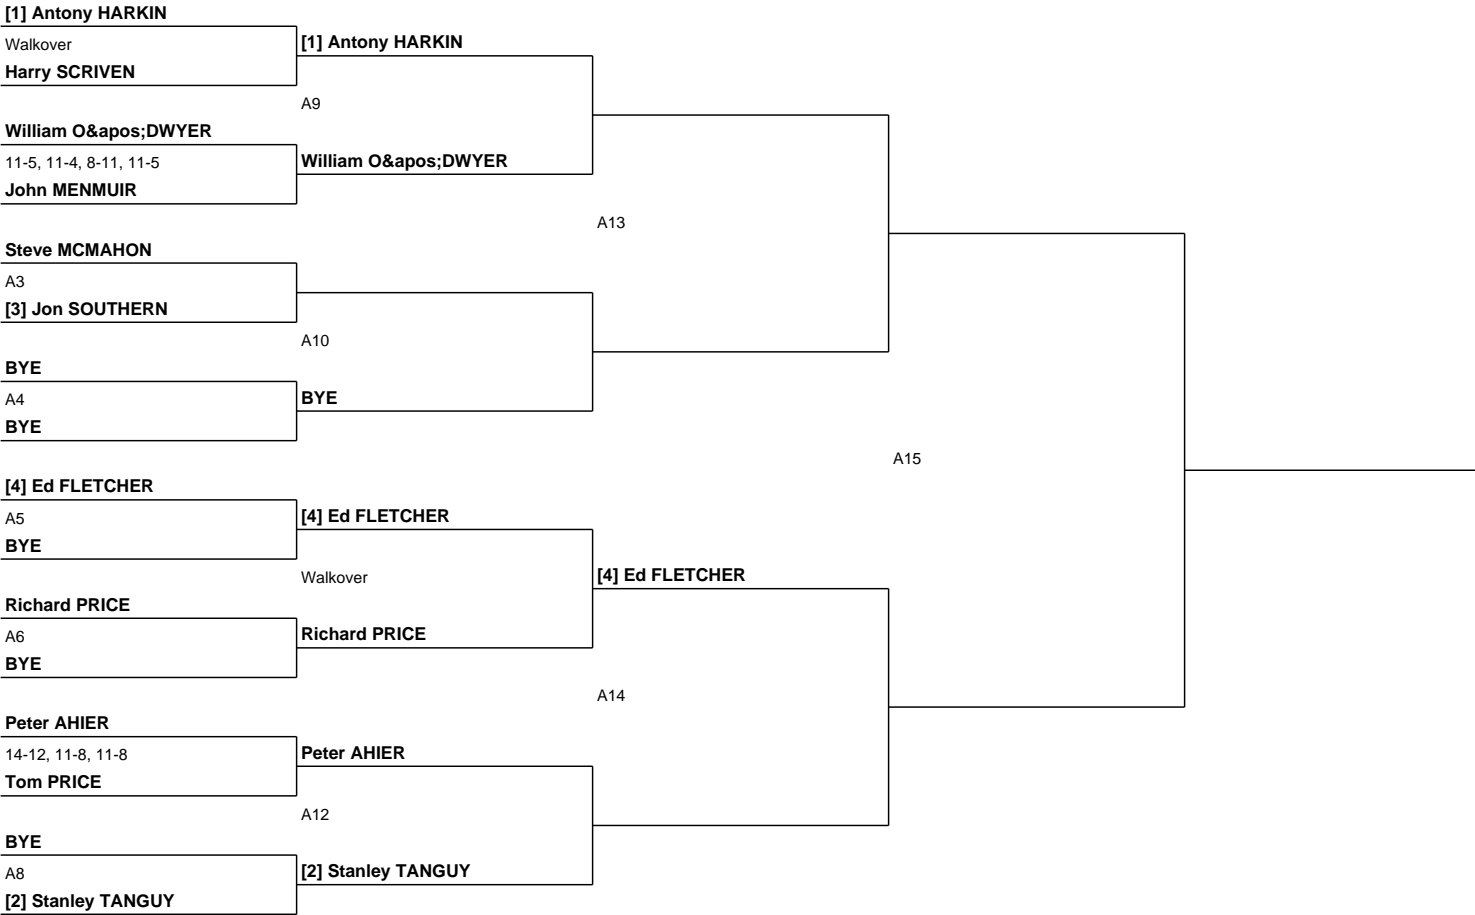 [1] Antony HARKIN
Walkover
Harry SCRIVEN
William O&apos;DWYER
11-5, 11-4, 8-11, 11-5
John MENMUIR
Steve MCMAHON
A3
[3] Jon SOUTHERN
BYE
A4
BYE
[4] Ed FLETCHER
A5
BYE
Richard PRICE
A6
BYE
Peter AHIER
14-12, 11-8, 11-8
Tom PRICE
BYE
A8
[2] Stanley TANGUY
[1] Antony HARKIN
A9
William O&apos;DWYER
A10
BYE
[4] Ed FLETCHER
Walkover
Richard PRICE
Peter AHIER
A12
[2] Stanley TANGUY
A13
[4] Ed FLETCHER
A14
A15